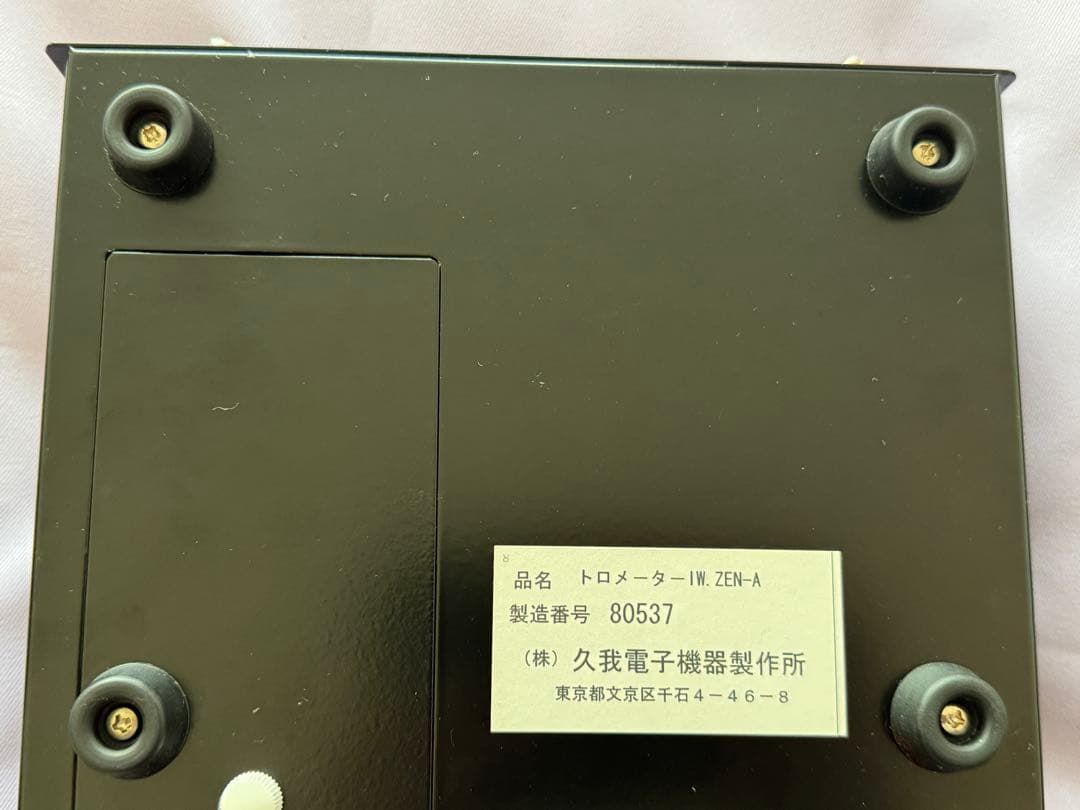 品名 トロメーターIW.ZEN-A
製造番号 80537
(株) 久我電子機器製作所
東京都文京区千石4-46-8
8